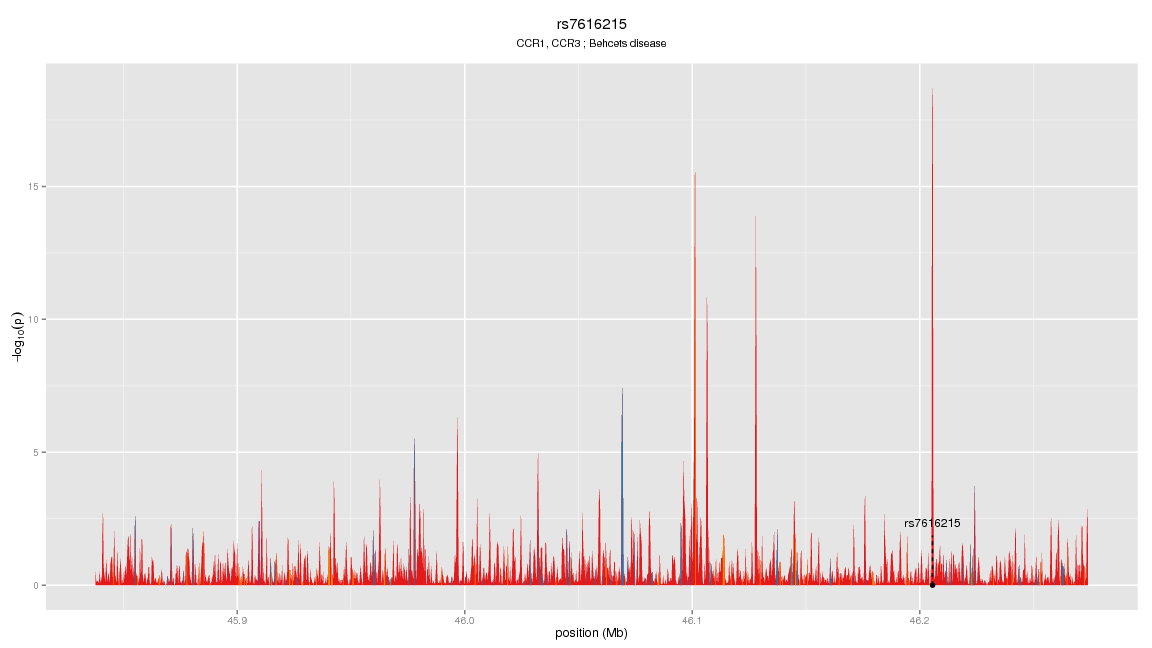 rs7616215
CCR1, CCR3 ; Behcets disease
−log10(p)
15
10
5
0
rs7616215
45.9
46.0
46.1
46.2
position (Mb)